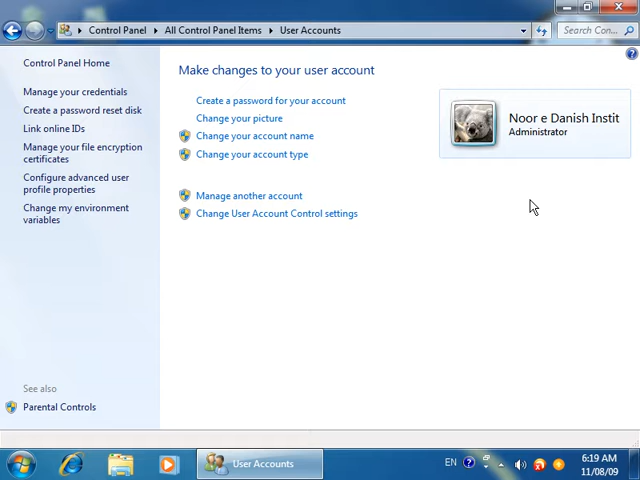 Control Panel All Control Panel Items User Accounts Search Con...
Control Panel Home
Manage your credentials
Create a password reset disk
Link online IDs
Manage your file encryption
certificates
Configure advanced user
profile properties
Change my environment
variables
See also
Parental Controls
Make changes to your user account
Create a password for your account
Change your picture
Change your account name
Change your account type
Manage another account
Change User Account Control settings
Noor e Danish Instit
Administrator
User Accounts
EN
6:19 AM
11/08/09